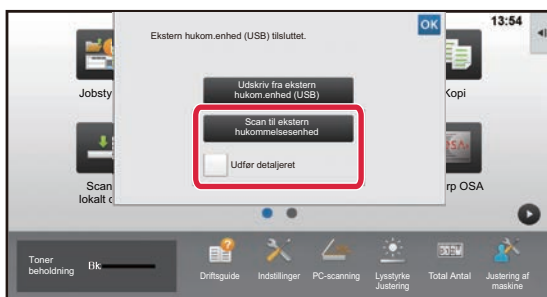 13:54
Ekstern hukom.enhed (USB) tilsluttet.
OK
Udskriv fra ekstern
hukom.enhed (USB)
Scan til ekstern
hukommelsesenhed
Udfør detaljeret
Jobsty
Kopi
Scan
lokalt
rp OSA
Toner
beholdning
Bk
Driftsguide
Indstillinger
PC-scanning
Lysstyrke
Justering
Total Antal
Justering af
maskine